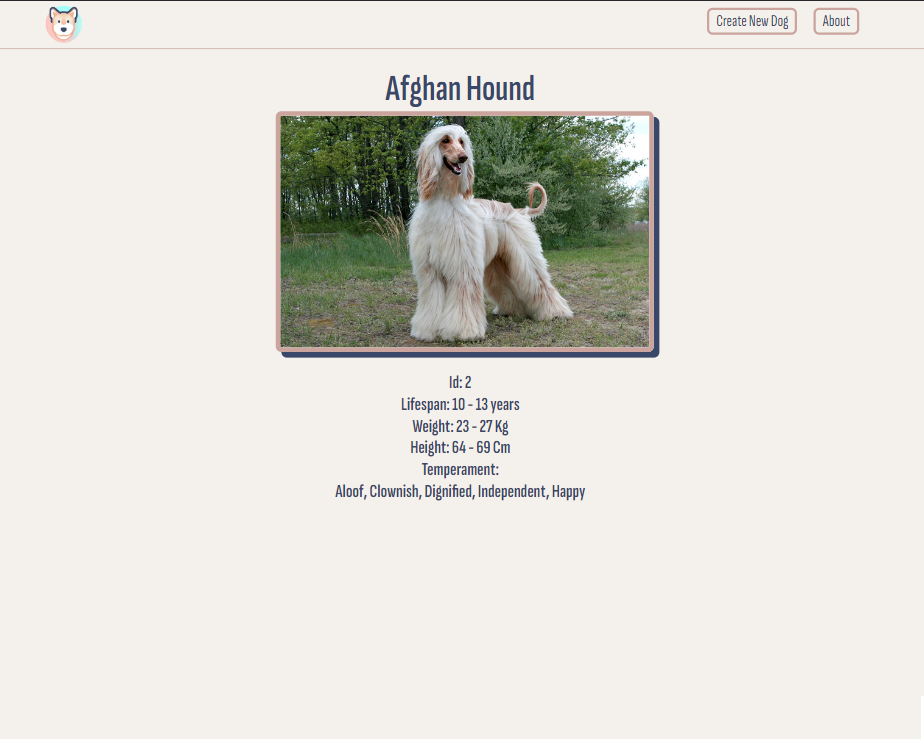 Create New Dog
About
Afghan Hound
Id: 2
Lifespan: 10 - 13 years
Weight: 23 - 27 Kg
Height: 64 - 69 Cm
Temperament:
Aloof, Clownish, Dignified, Independent, Happy